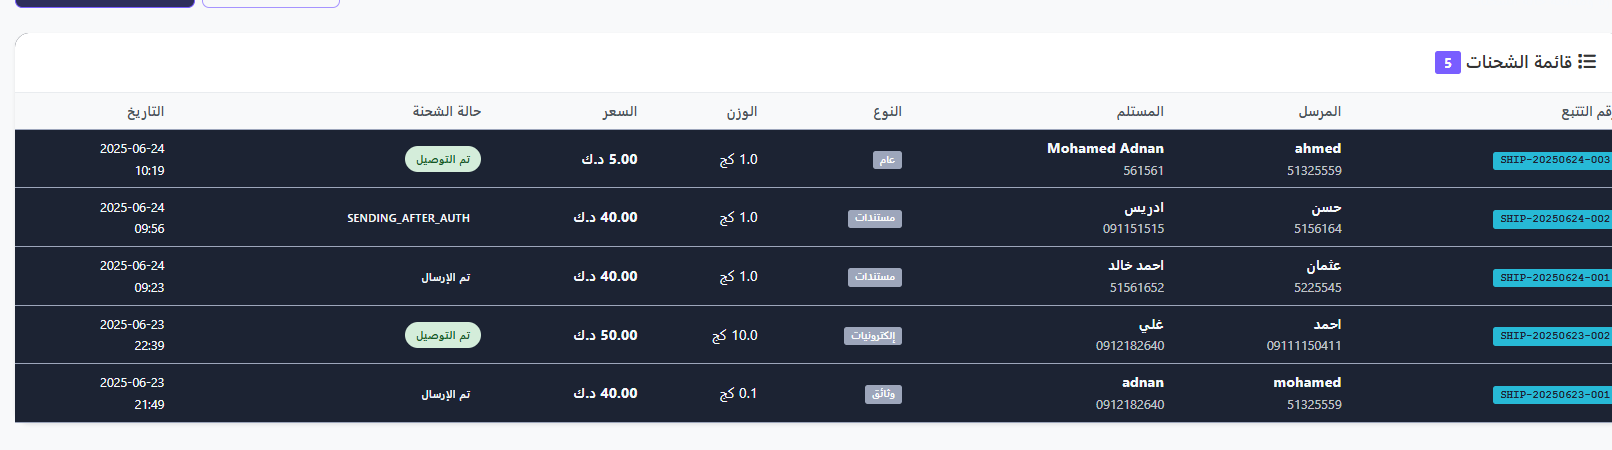 قائمة الشحنات 5
رقم التتبع المرسل المستلم النوع الوزن السعر حالة الشحنة التاريخ
SHIP-20250624-003 ahmed Mohamed Adnan عام 1.0 كج 5.00 د.ك تم التوصيل 2025-06-24
51325559 561561 10:19
SHIP-20250624-002 حسن ادريس مستندات 1.0 كج 40.00 د.ك SENDING_AFTER_AUTH 2025-06-24
5156164 091151515 09:56
SHIP-20250624-001 عثمان احمد خالد مستندات 1.0 كج 40.00 د.ك تم الإرسال 2025-06-24
5225545 51561652 09:23
SHIP-20250623-002 احمد علي إلكترونيات 10.0 كج 50.00 د.ك تم التوصيل 2025-06-23
09111150411 0912182640 22:39
SHIP-20250623-001 mohamed adnan وثائق 0.1 كج 40.00 د.ك تم الإرسال 2025-06-23
51325559 0912182640 21:49